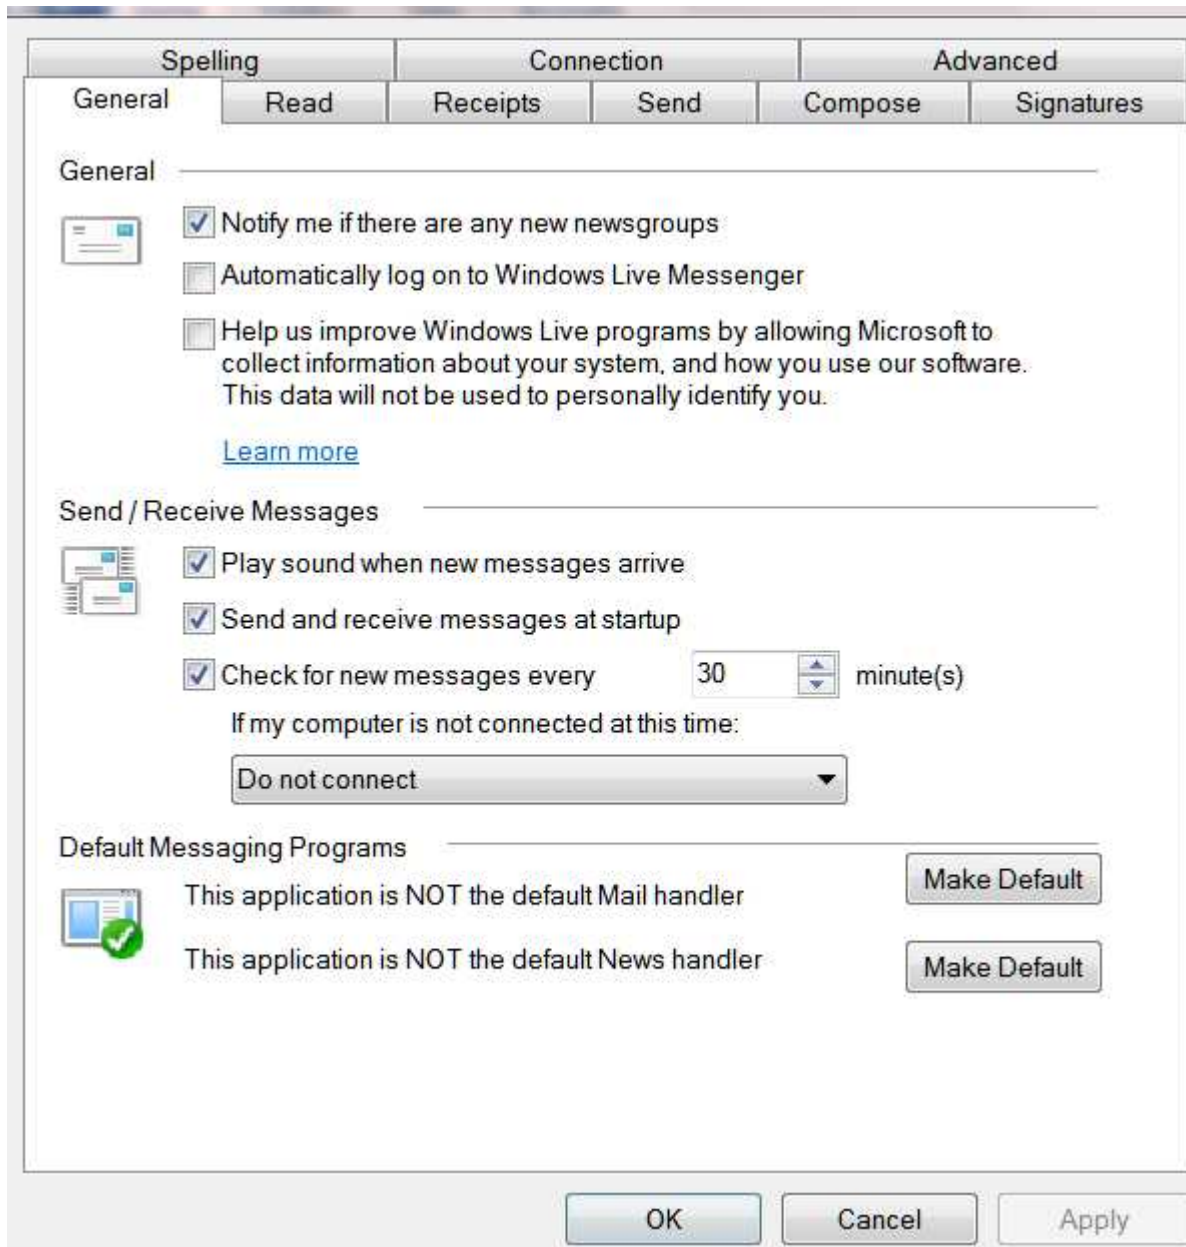 Spelling Connection Advanced
General Read Receipts Send Compose Signatures
General
Notify me if there are any new newsgroups
Automatically log on to Windows Live Messenger
Help us improve Windows Live programs by allowing Microsoft to
collect information about your system, and how you use our software.
This data will not be used to personally identify you.
Learn more
Send / Receive Messages
Play sound when new messages arrive
Send and receive messages at startup
Check for new messages every 30 minute(s)
If my computer is not connected at this time:
Do not connect
Default Messaging Programs
This application is NOT the default Mail handler Make Default
This application is NOT the default News handler Make Default
OK Cancel Apply